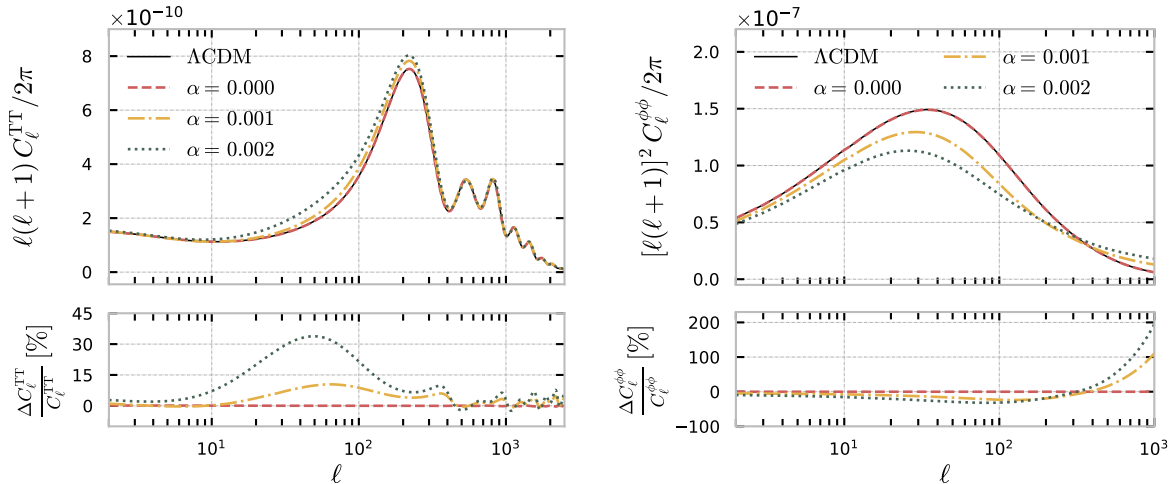 ×10⁻¹⁰
ℓ(ℓ + 1) C_ℓ^TT/2π
8
6
4
2
0
ΛCDM
α = 0.000
α = 0.001
α = 0.002
ΔC_ℓ^TT/C_ℓ^TT [%]
45
30
15
0
10¹ 10² 10³
ℓ
×10⁻⁷
[ℓ(ℓ + 1)]² C_ℓ^ϕϕ/2π
2.0
1.5
1.0
0.5
0.0
ΛCDM
α = 0.000
α = 0.001
α = 0.002
ΔC_ℓ^ϕϕ/C_ℓ^ϕϕ [%]
200
100
0
−100
10¹ 10² 10³
ℓ